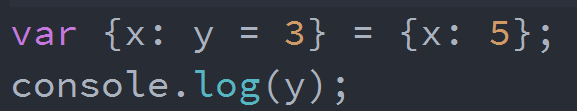 var {x: y = 3} = {x: 5};
console.log(y);